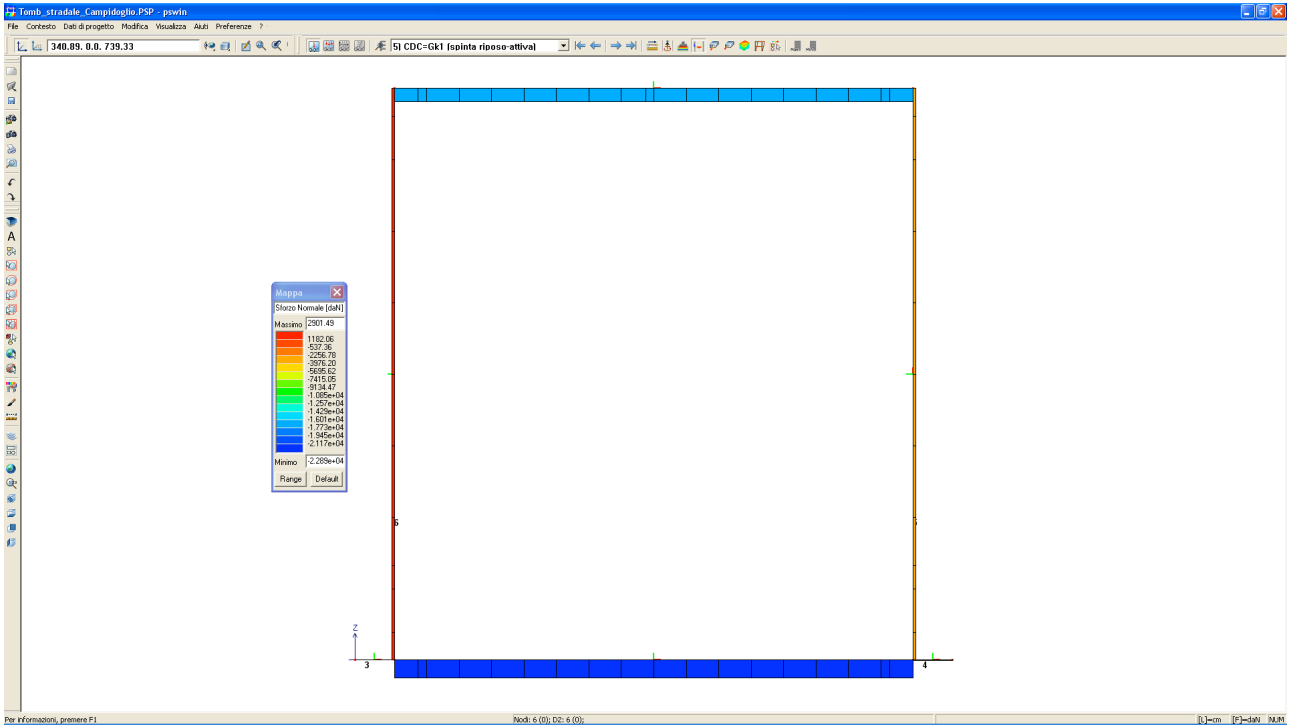 Tomb_stradale_Campidoglio.PSP - pswin
File Contesto Dati di progetto Modifica Visualizza Aiuti Preferenze ?
340.89. 0.0. 739.33
5) CDC=Gk1 (spinta riposo-attiva)
A
Mappa
Sforzo Normale [daN]
Massimo 2901.49
1182.06
-537.36
-2256.78
-3976.20
-5695.62
-7415.05
-9134.47
-1.085e+04
-1.257e+04
-1.429e+04
-1.601e+04
-1.773e+04
-1.945e+04
-2.117e+04
Minimo -2.289e+04
Range Default
6
Z
3
4
Per informazioni, premere F1
Nodi: 6 (0); D2: 6 (0);
[L]=cm [F]=daN NUM